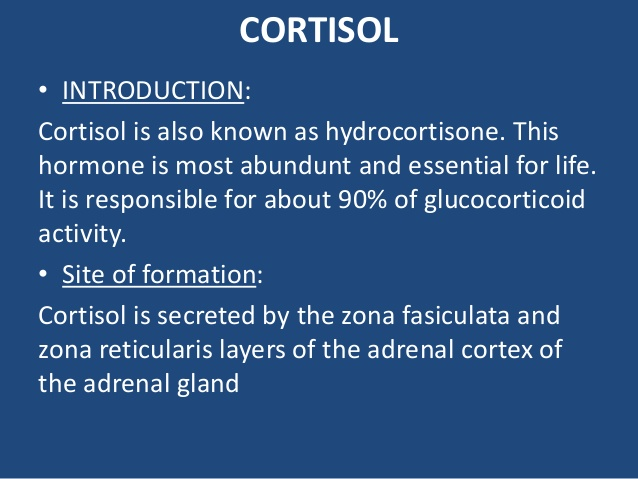 CORTISOL
• INTRODUCTION:
Cortisol is also known as hydrocortisone. This
hormone is most abundunt and essential for life.
It is responsible for about 90% of glucocorticoid
activity.
• Site of formation:
Cortisol is secreted by the zona fasiculata and
zona reticularis layers of the adrenal cortex of
the adrenal gland